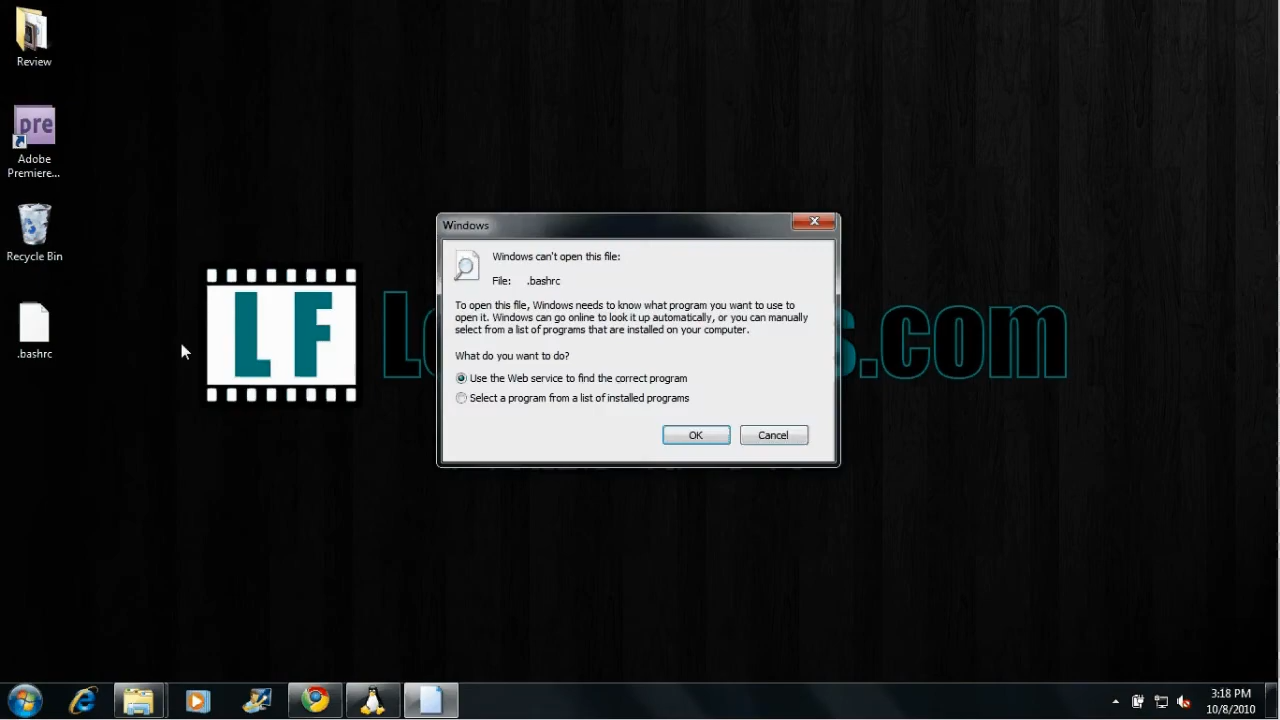 Review
pre
Adobe
Premiere...
Recycle Bin
.bashrc
LF
s.com
Windows
Windows can't open this file:
File: .bashrc
To open this file, Windows needs to know what program you want to use to
open it. Windows can go online to look it up automatically, or you can manually
select from a list of programs that are installed on your computer.
What do you want to do?
Use the Web service to find the correct program
Select a program from a list of installed programs
OK
Cancel
3:18 PM
10/8/2010